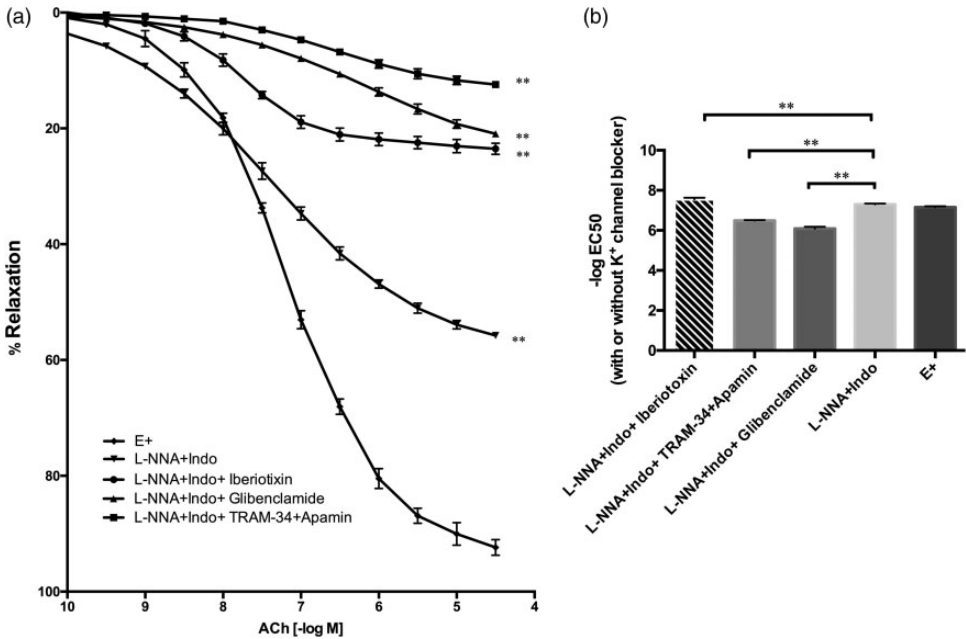 (a)
0
20
40
60
80
100
% Relaxation
**
**
**
**
E+
L-NNA+Indo
L-NNA+Indo+ Iberiotixin
L-NNA+Indo+ Glibenclamide
L-NNA+Indo+ TRAM-34+Apamin
10 9 8 7 6 5 4
ACh [-log M]
(b)
**
**
**
10
8
6
4
2
0
-log EC50
(with or without K⁺ channel blocker)
L-NNA+Indo+ Iberiotoxin
L-NNA+Indo+ TRAM-34+Apamin
L-NNA+Indo+ Glibenclamide
L-NNA+Indo
E+